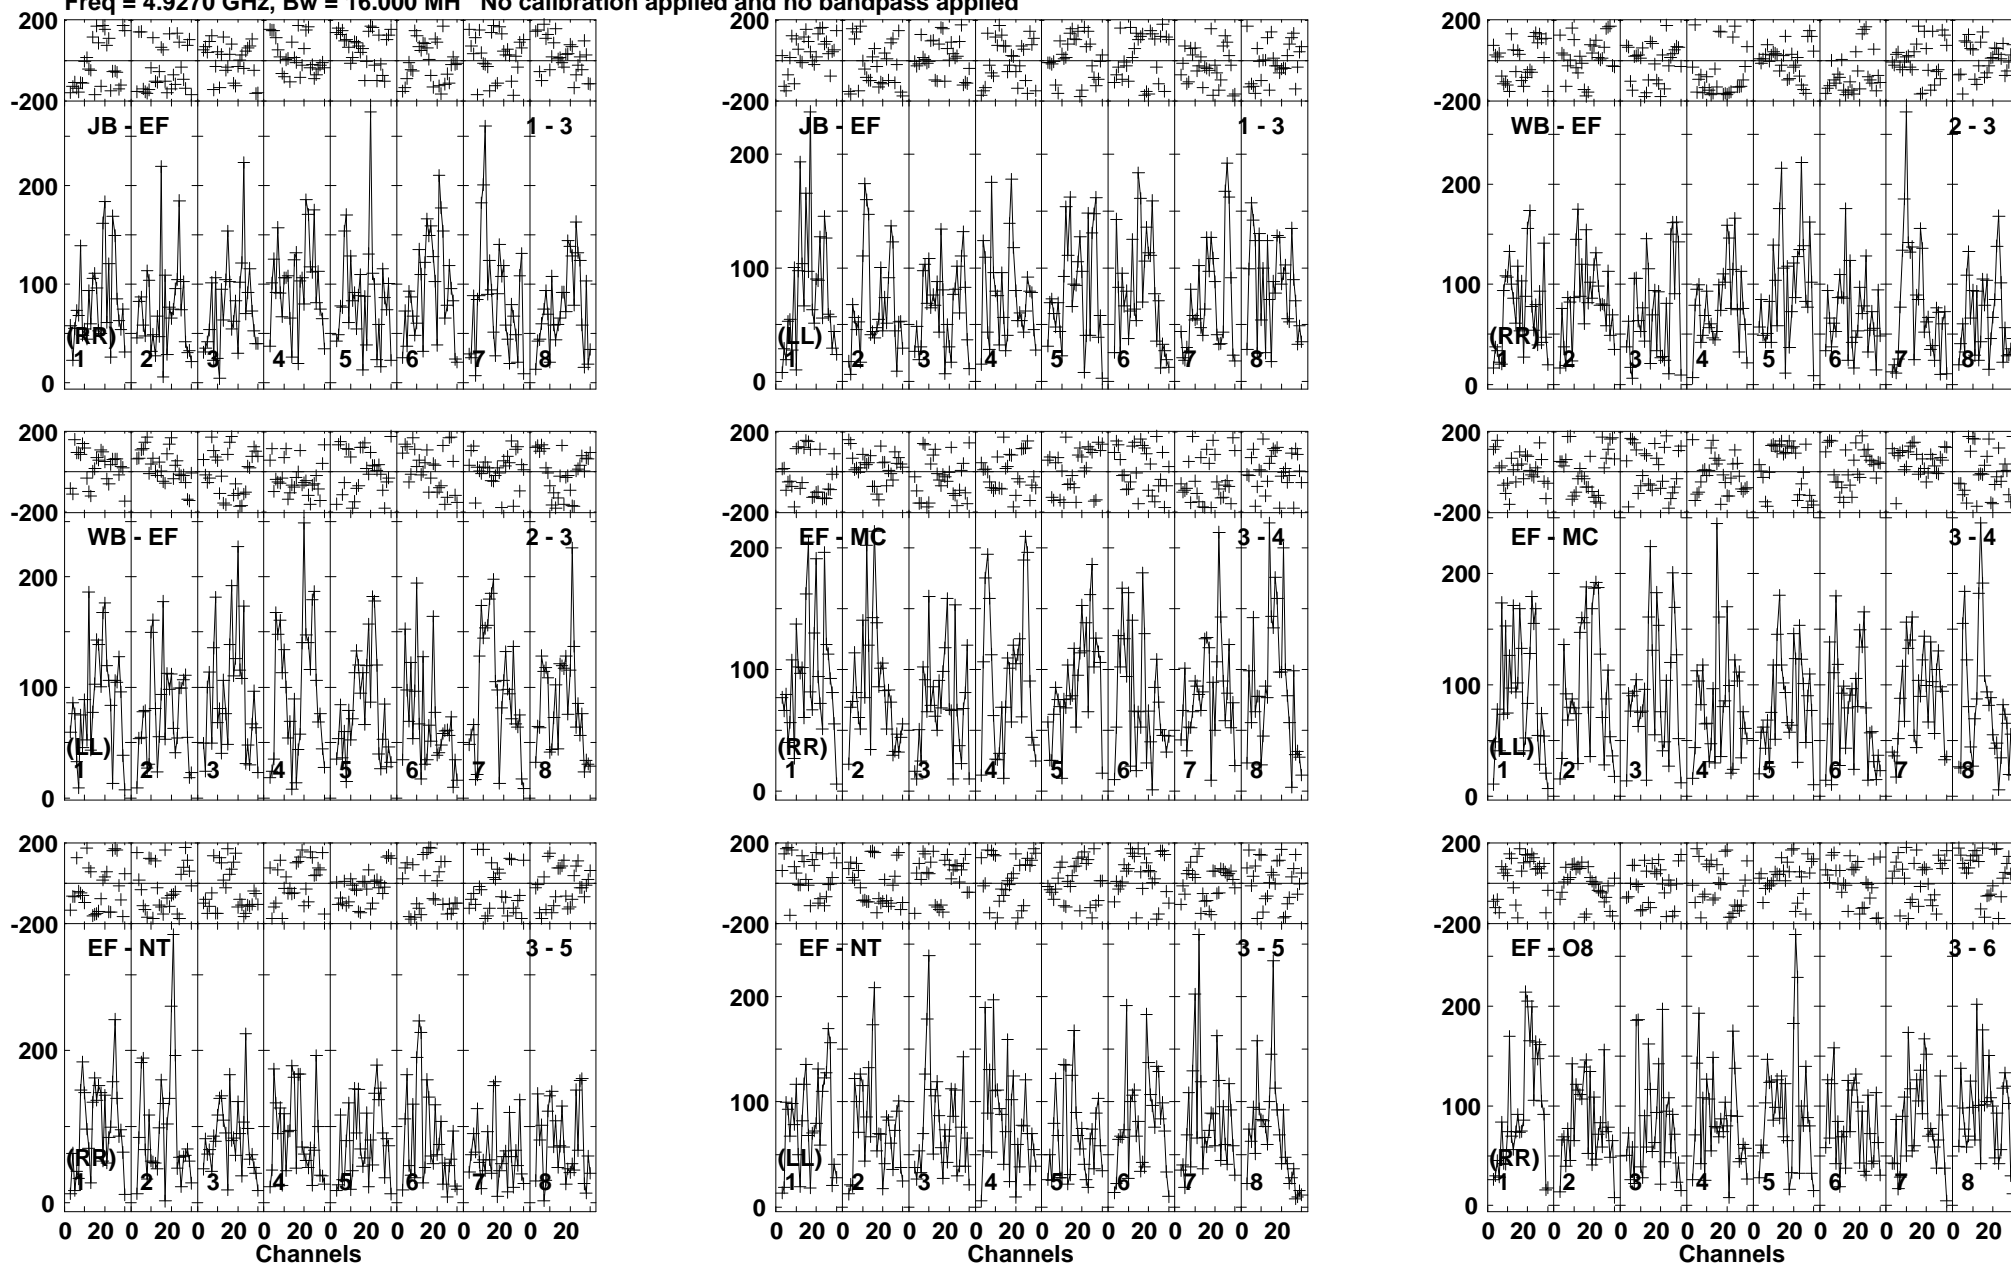 Freq = 4.9270 GHz, Bw = 16.000 MH No calibration applied and no bandpass applied
200 200 200
-200 -200 -200
JB - EF 1 - 3 JB - EF 1 - 3 WB - EF 2 - 3
200 200 200
100 100 100
(RR) (LL) (RR)
1 2 3 4 5 6 7 8 1 2 3 4 5 6 7 8 1 2 3 4 5 6 7 8
0 0 0
200 200 200
-200 -200 -200
WB - EF 2 - 3 EF - MC 3 - 4 EF - MC 3 - 4
200 200 200
100 100 100
(LL) (RR) (LL)
1 2 3 4 5 6 7 8 1 2 3 4 5 6 7 8 1 2 3 4 5 6 7 8
0 0 0
200 200 200
-200 -200 -200
EF - NT 3 - 5 EF - NT 3 - 5 EF - O8 3 - 6
200 200 200
100 100
(RR) (LL) (RR)
1 2 3 4 5 6 7 8 1 2 3 4 5 6 7 8 1 2 3 4 5 6 7 8
0 0 0
0 20 0 20 0 20 0 20 0 20 0 20 0 20 0 20 0 20 0 20 0 20 0 20 0 20 0 20 0 20 0 20 0 20 0 20 0 20 0 20 0 20 0 20 0 20 0 20
Channels Channels Channels